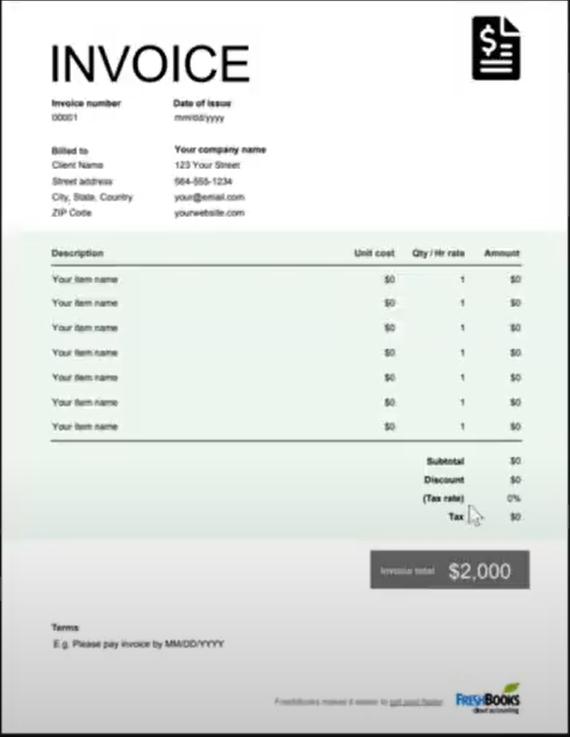 INVOICE
Invoice number Date of issue
00001 mm/dd/yyyy
Billed to Your company name
Client Name 123 Your Street
Street address 564-555-1234
City, State, Country your@email.com
ZIP Code yourwebsite.com
Description Unit cost Qty / Hr rate Amount
Your item name $0 1 $0
Your item name $0 1 $0
Your item name $0 1 $0
Your item name $0 1 $0
Your item name $0 1 $0
Your item name $0 1 $0
Your item name $0 1 $0
Subtotal $0
Discount $0
(Tax rate) 0%
Tax $0
Invoice total $2,000
Terms
E.g. Please pay invoice by MM/DD/YYYY
FreshBooks makes it easier to get paid faster
FRESHBOOKS
cloud accounting